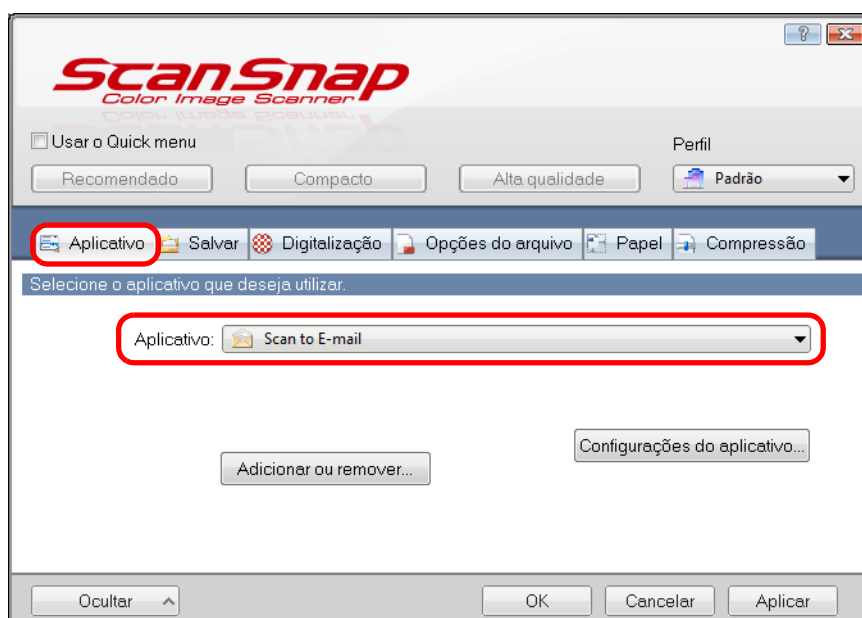 ScanSnap
Color Image Scanner
Usar o Quick menu
Perfil
Recomendado Compacto Alta qualidade Padrão
Aplicativo Salvar Digitalização Opções do arquivo Papel Compressão
Selecione o aplicativo que deseja utilizar.
Aplicativo: Scan to E-mail
Configurações do aplicativo...
Adicionar ou remover...
Ocultar OK Cancelar Aplicar